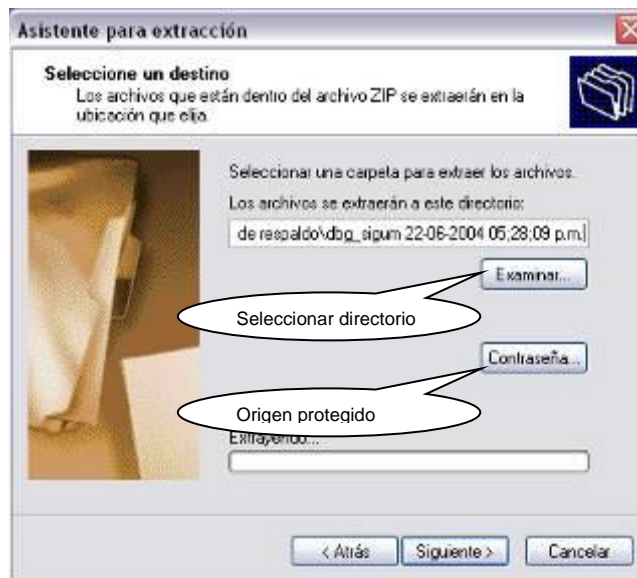 Asistente para extracción
Seleccione un destino
Los archivos que están dentro del archivo ZIP se extraerán en la
ubicación que elija.
Seleccionar una carpeta para extraer los archivos.
Los archivos se extraerán a este directorio:
de respaldo\dbg_sigum 22-06-2004 05;28;09 p.m.
Examinar...
Seleccionar directorio
Contraseña...
Origen protegido
Extrayendo...
< Atrás
Siguiente >
Cancelar